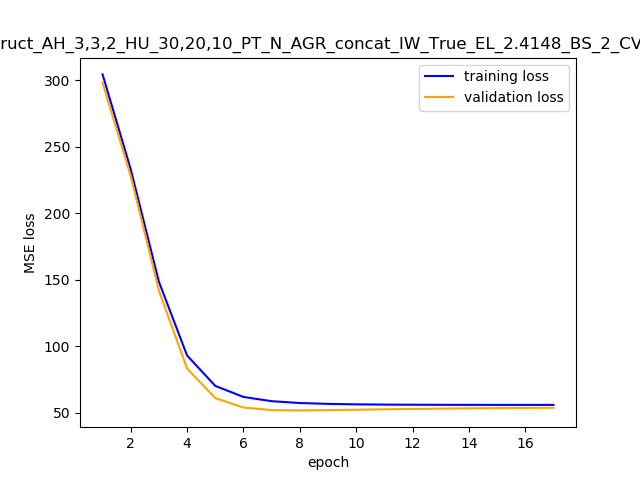 ruct_AH_3,3,2_HU_30,20,10_PT_N_AGR_concat_IW_True_EL_2.4148_BS_2_CV
training loss
validation loss
300
250
200
150
100
50
MSE loss
2 4 6 8 10 12 14 16
epoch